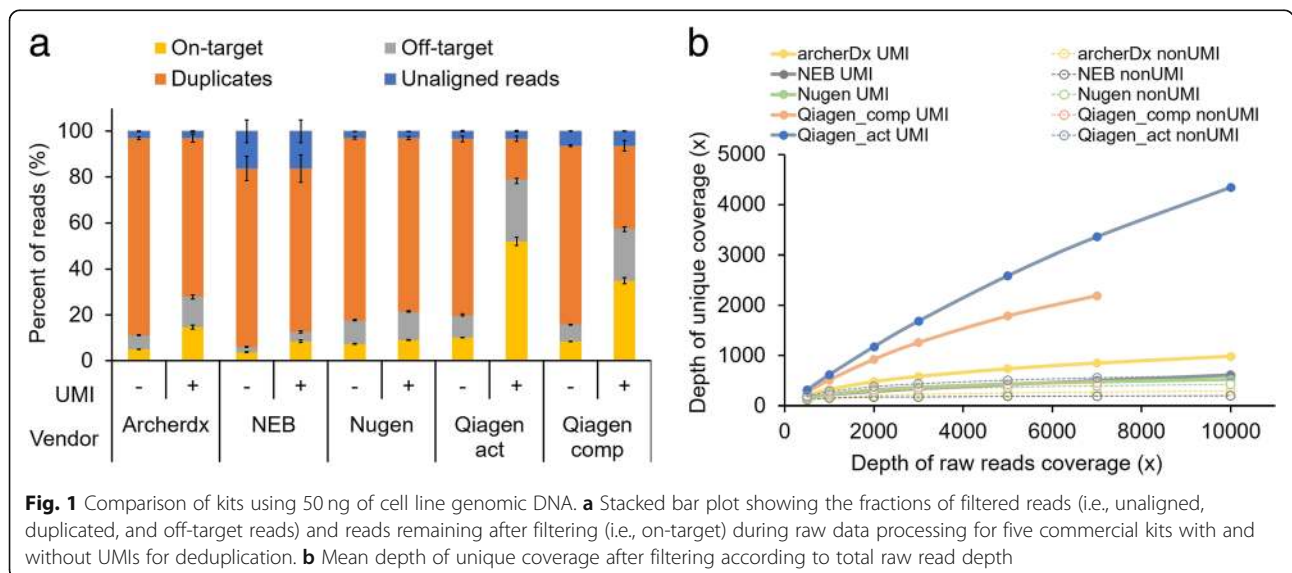 a
On-target
Off-target
Duplicates
Unaligned reads
Percent of reads (%)
100
80
60
40
20
0
UMI
- + - + - + - + - +
Vendor
Archerdx
NEB
Nugen
Qiagen act
Qiagen comp
b
archerDx UMI
archerDx nonUMI
NEB UMI
NEB nonUMI
Nugen UMI
Nugen nonUMI
Qiagen_comp UMI
Qiagen_comp nonUMI
Qiagen_act UMI
Qiagen_act nonUMI
Depth of unique coverage (x)
5000
4000
3000
2000
1000
0
0 2000 4000 6000 8000 10000
Depth of raw reads coverage (x)
Fig. 1 Comparison of kits using 50 ng of cell line genomic DNA. a Stacked bar plot showing the fractions of filtered reads (i.e., unaligned,
duplicated, and off-target reads) and reads remaining after filtering (i.e., on-target) during raw data processing for five commercial kits with and
without UMIs for deduplication. b Mean depth of unique coverage after filtering according to total raw read depth